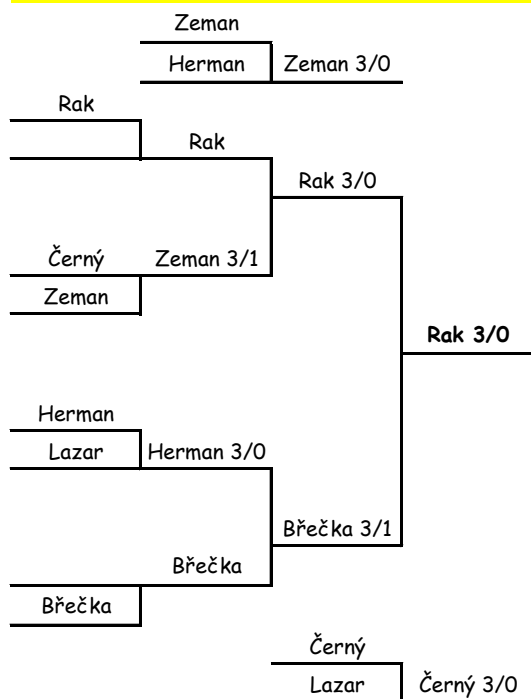 Zeman
Herman Zeman 3/0
Rak
Rak
Rak 3/0
Černý Zeman 3/1
Zeman
Rak 3/0
Herman
Lazar Herman 3/0
Břečka 3/1
Břečka
Břečka
Černý
Lazar Černý 3/0